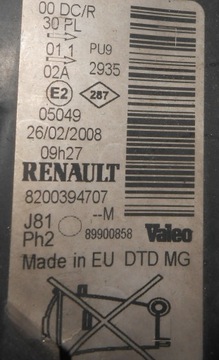 00 DC/R
30 PL
01 1 PU9
02A 2935
E2 287
05049
26/02/2008
09h27
RENAULT
8200394707
J81 --M
Ph2 89900858 Valeo
Made in EU DTD MG